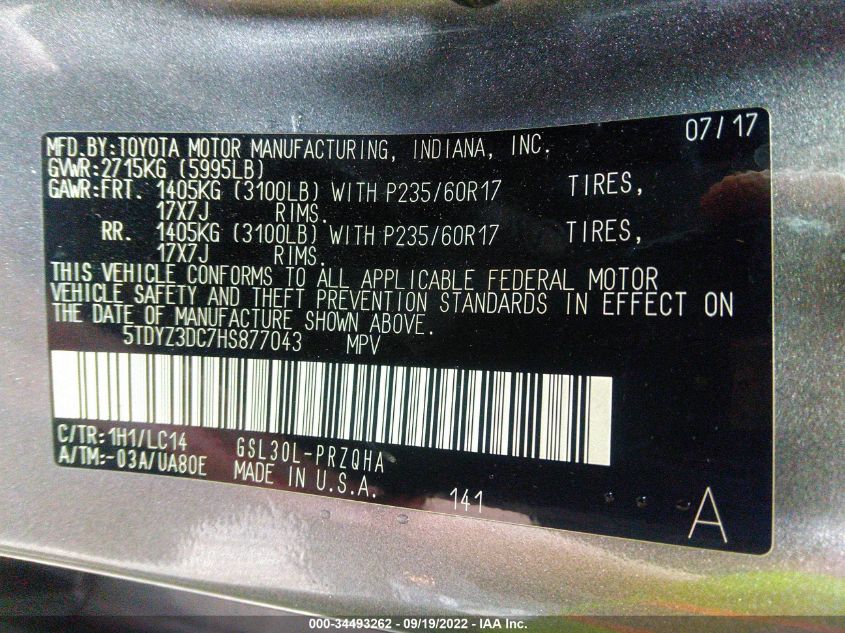 07/17
MFD.BY:TOYOTA MOTOR MANUFACTURING, INDIANA, INC.
GVWR:2715KG (5995LB)
GAWR:FRT. 1405KG (3100LB) WITH P235/60R17 TIRES,
17X7J RIMS.
RR. 1405KG (3100LB) WITH P235/60R17 TIRES,
17X7J RIMS.
THIS VEHICLE CONFORMS TO ALL APPLICABLE FEDERAL MOTOR
VEHICLE SAFETY AND THEFT PREVENTION STANDARDS IN EFFECT ON
THE DATE OF MANUFACTURE SHOWN ABOVE.
5TDYZ3DC7HS877043 MPV
C/TR:1H1/LC14 GSL30L-PRZQHA
A/TM:-03A/UA80E MADE IN U.S.A. 141
A
000-34493262 - 09/19/2022 - IAA Inc.